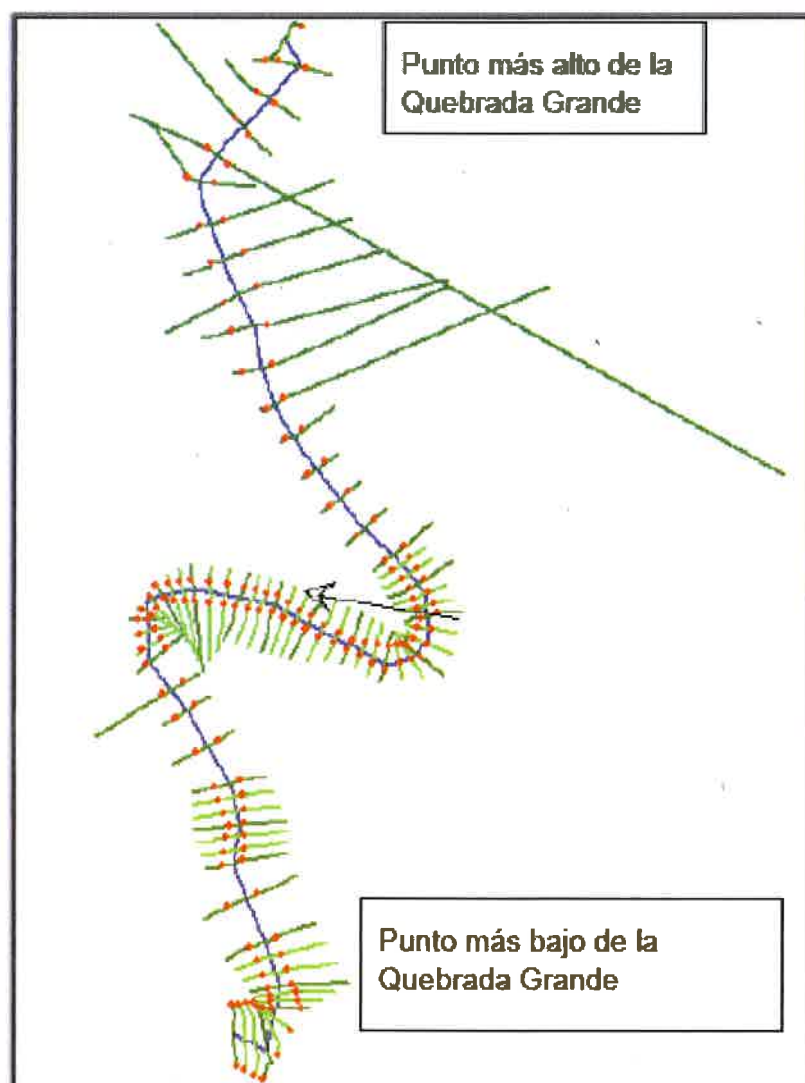 Punto más alto de la
Quebrada Grande
Punto más bajo de la
Quebrada Grande